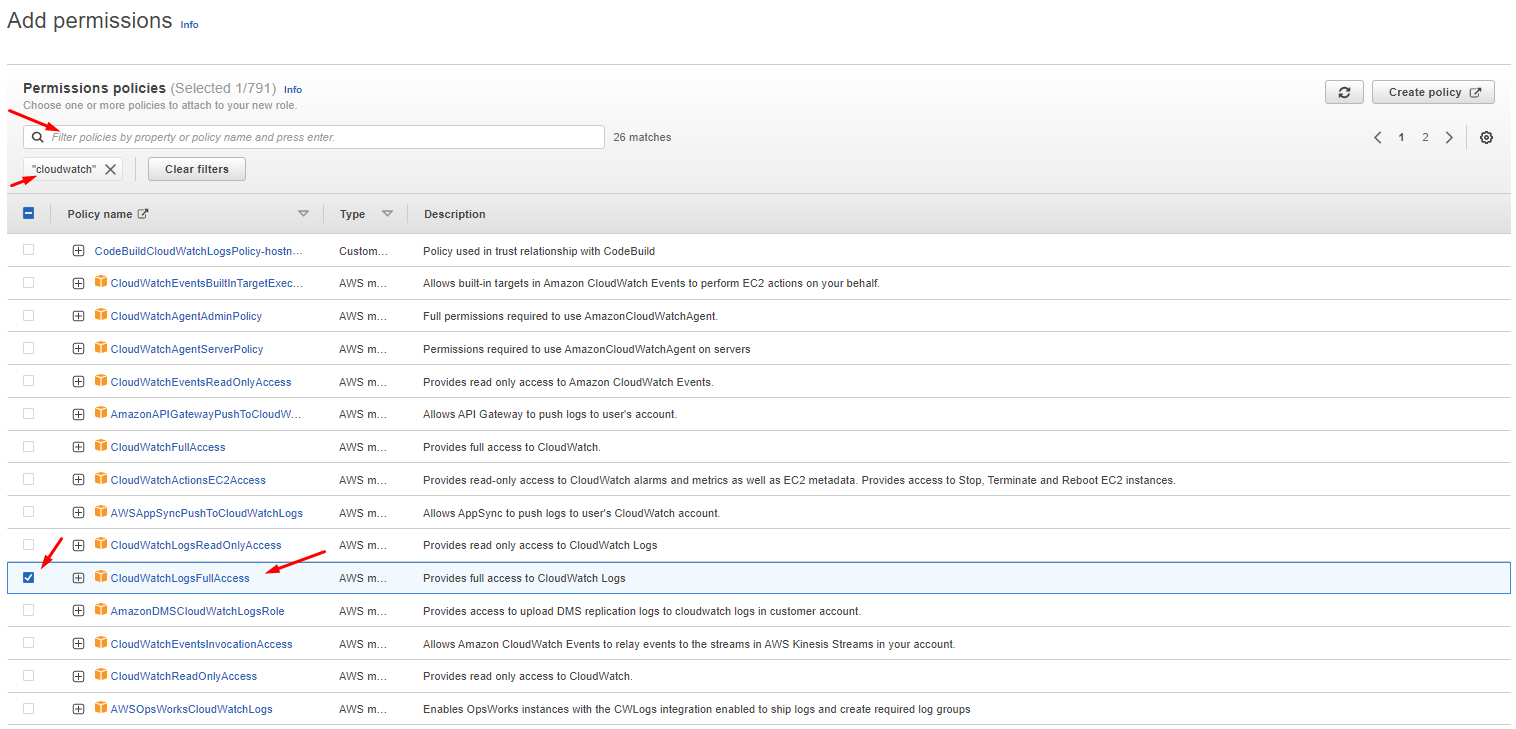 Add permissions Info
Permissions policies (Selected 1/791) Info
Choose one or more policies to attach to your new role.
Create policy
Filter policies by property or policy name and press enter.
26 matches
1 2
"cloudwatch"
Clear filters
Policy name Type Description
CodeBuildCloudWatchLogsPolicy-hostn... Custom... Policy used in trust relationship with CodeBuild
CloudWatchEventsBuiltInTargetExec... AWS m... Allows built-in targets in Amazon CloudWatch Events to perform EC2 actions on your behalf.
CloudWatchAgentAdminPolicy AWS m... Full permissions required to use AmazonCloudWatchAgent.
CloudWatchAgentServerPolicy AWS m... Permissions required to use AmazonCloudWatchAgent on servers
CloudWatchEventsReadOnlyAccess AWS m... Provides read only access to Amazon CloudWatch Events.
AmazonAPIGatewayPushToCloudW... AWS m... Allows API Gateway to push logs to user's account.
CloudWatchFullAccess AWS m... Provides full access to CloudWatch.
CloudWatchActionsEC2Access AWS m... Provides read-only access to CloudWatch alarms and metrics as well as EC2 metadata. Provides access to Stop, Terminate and Reboot EC2 instances.
AWSAppSyncPushToCloudWatchLogs AWS m... Allows AppSync to push logs to user's CloudWatch account.
CloudWatchLogsReadOnlyAccess AWS m... Provides read only access to CloudWatch Logs
CloudWatchLogsFullAccess AWS m... Provides full access to CloudWatch Logs
AmazonDMSCloudWatchLogsRole AWS m... Provides access to upload DMS replication logs to cloudwatch logs in customer account.
CloudWatchEventsInvocationAccess AWS m... Allows Amazon CloudWatch Events to relay events to the streams in AWS Kinesis Streams in your account.
CloudWatchReadOnlyAccess AWS m... Provides read only access to CloudWatch.
AWSOpsWorksCloudWatchLogs AWS m... Enables OpsWorks instances with the CWLogs integration enabled to ship logs and create required log groups